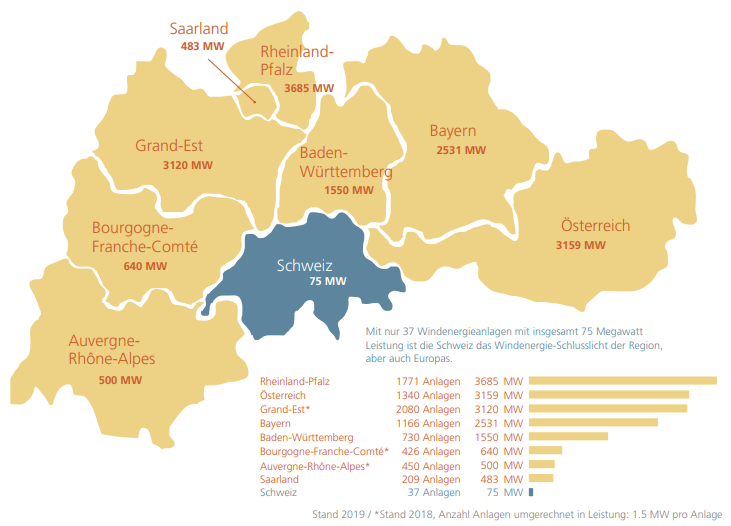 Saarland
483 MW
Rheinland-
Pfalz
3685 MW
Grand-Est
3120 MW
Baden-
Württemberg
1550 MW
Bayern
2531 MW
Österreich
3159 MW
Bourgogne-
Franche-Comté
640 MW
Schweiz
75 MW
Auvergne-
Rhône-Alpes
500 MW
Mit nur 37 Windenergieanlagen mit insgesamt 75 Megawatt
Leistung ist die Schweiz das Windenergie-Schlusslicht der Region,
aber auch Europas.
Rheinland-Pfalz 1771 Anlagen 3685 MW
Österreich 1340 Anlagen 3159 MW
Grand-Est* 2080 Anlagen 3120 MW
Bayern 1166 Anlagen 2531 MW
Baden-Württemberg 730 Anlagen 1550 MW
Bourgogne-Franche-Comté* 426 Anlagen 640 MW
Auvergne-Rhône-Alpes* 450 Anlagen 500 MW
Saarland 209 Anlagen 483 MW
Schweiz 37 Anlagen 75 MW
Stand 2019 / *Stand 2018, Anzahl Anlagen umgerechnet in Leistung: 1.5 MW pro Anlage